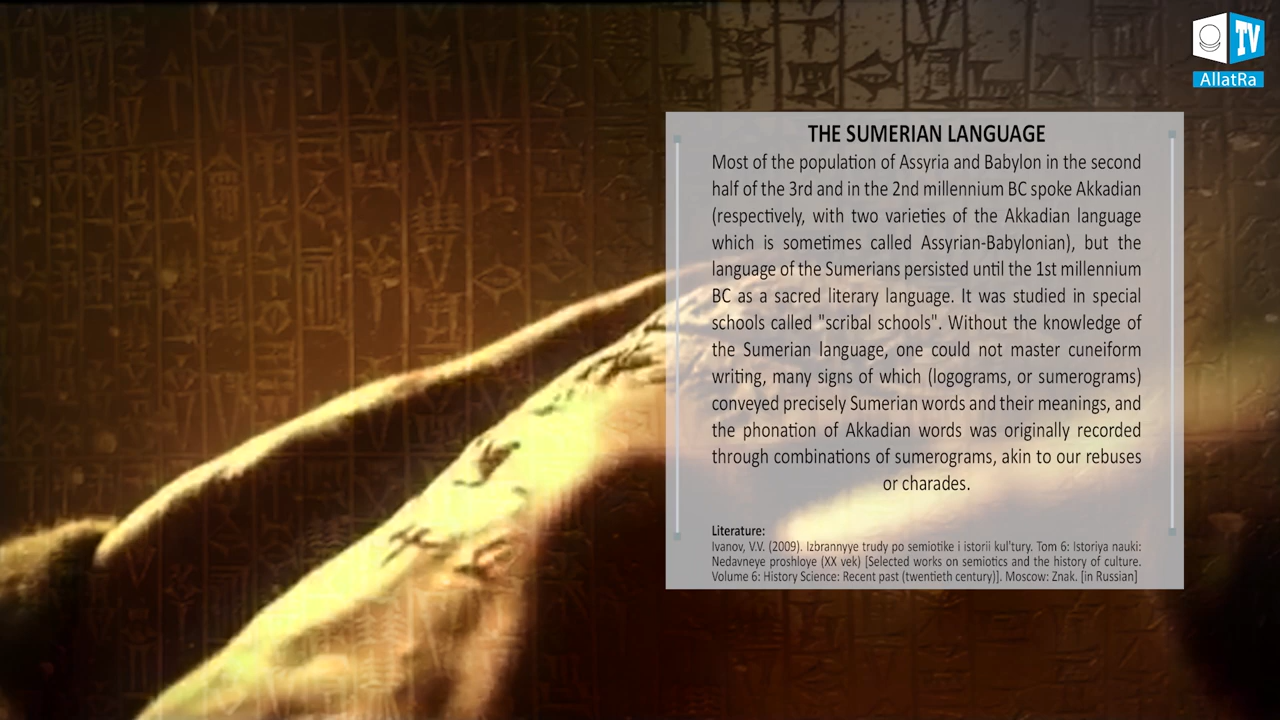 TV
AllatRa
THE SUMERIAN LANGUAGE
Most of the population of Assyria and Babylon in the second
half of the 3rd and in the 2nd millennium BC spoke Akkadian
(respectively, with two varieties of the Akkadian language
which is sometimes called Assyrian-Babylonian), but the
language of the Sumerians persisted until the 1st millennium
BC as a sacred literary language. It was studied in special
schools called "scribal schools". Without the knowledge of
the Sumerian language, one could not master cuneiform
writing, many signs of which (logograms, or sumerograms)
conveyed precisely Sumerian words and their meanings, and
the phonation of Akkadian words was originally recorded
through combinations of sumerograms, akin to our rebuses
or charades.
Literature:
Ivanov, V.V. (2009). Izbrannyye trudy po semiotike i istorii kul'tury. Tom 6: Istoriya nauki:
Nedavneye proshloye (XX vek) [Selected works on semiotics and the history of culture.
Volume 6: History Science: Recent past (twentieth century)]. Moscow: Znak. [in Russian]